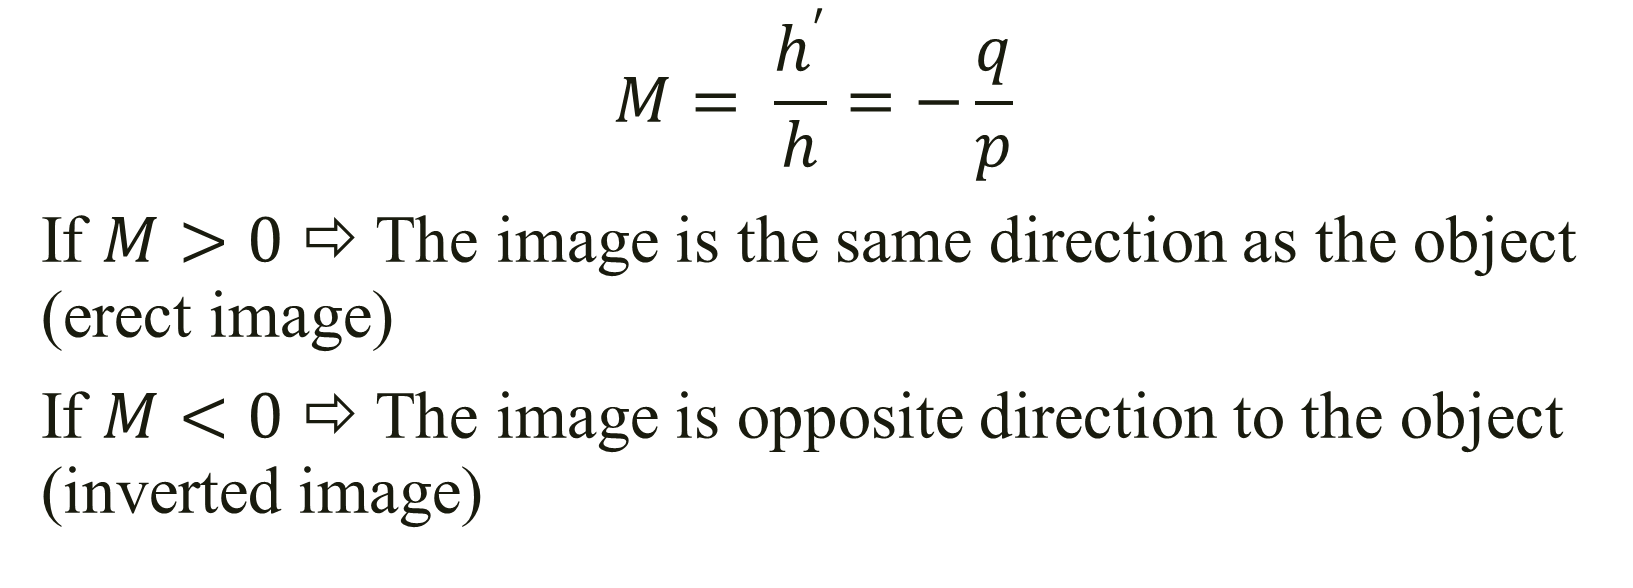 M = h′/h = −q/p
If M > 0 ⇨ The image is the same direction as the object
(erect image)
If M < 0 ⇨ The image is opposite direction to the object
(inverted image)